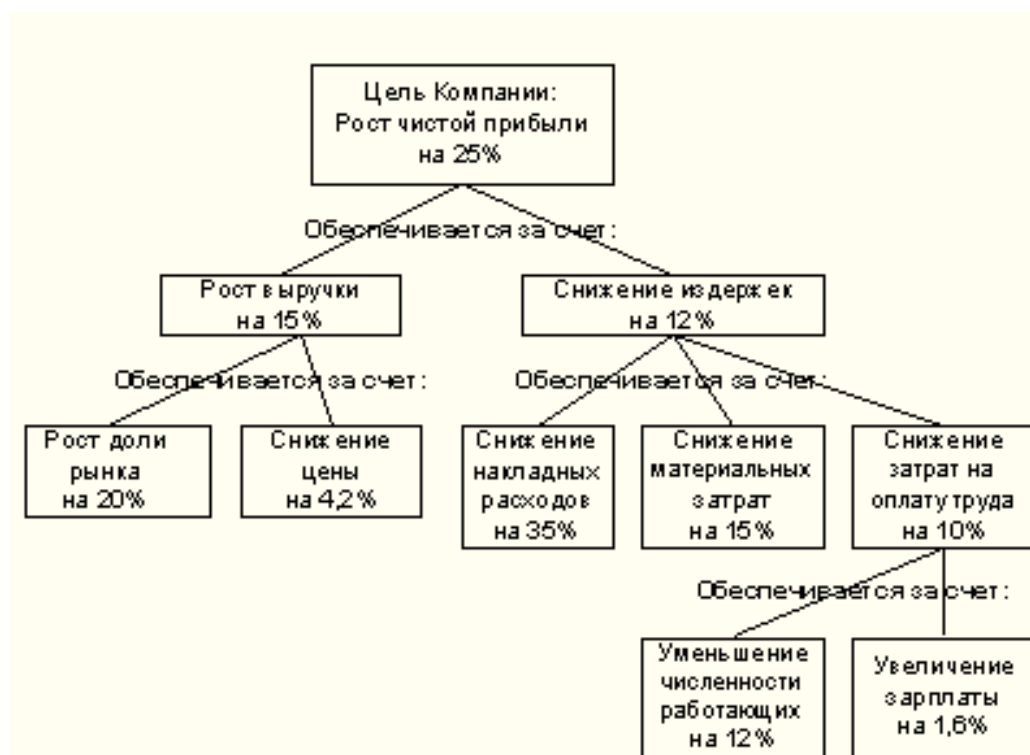 Цель Компании:
Рост чистой прибыли
на 25%
Обеспечивается за счет:
Рост выручки
на 15%
Снижение издержек
на 12%
Обеспечивается за счет:
Обеспечивается за счет:
Рост доли
рынка
на 20%
Снижение
цены
на 4,2%
Снижение
накладных
расходов
на 35%
Снижение
материальных
затрат
на 15%
Снижение
затрат на
оплату труда
на 10%
Обеспечивается за счет:
Уменьшение
численности
работающих
на 12%
Увеличение
зарплаты
на 1,6%